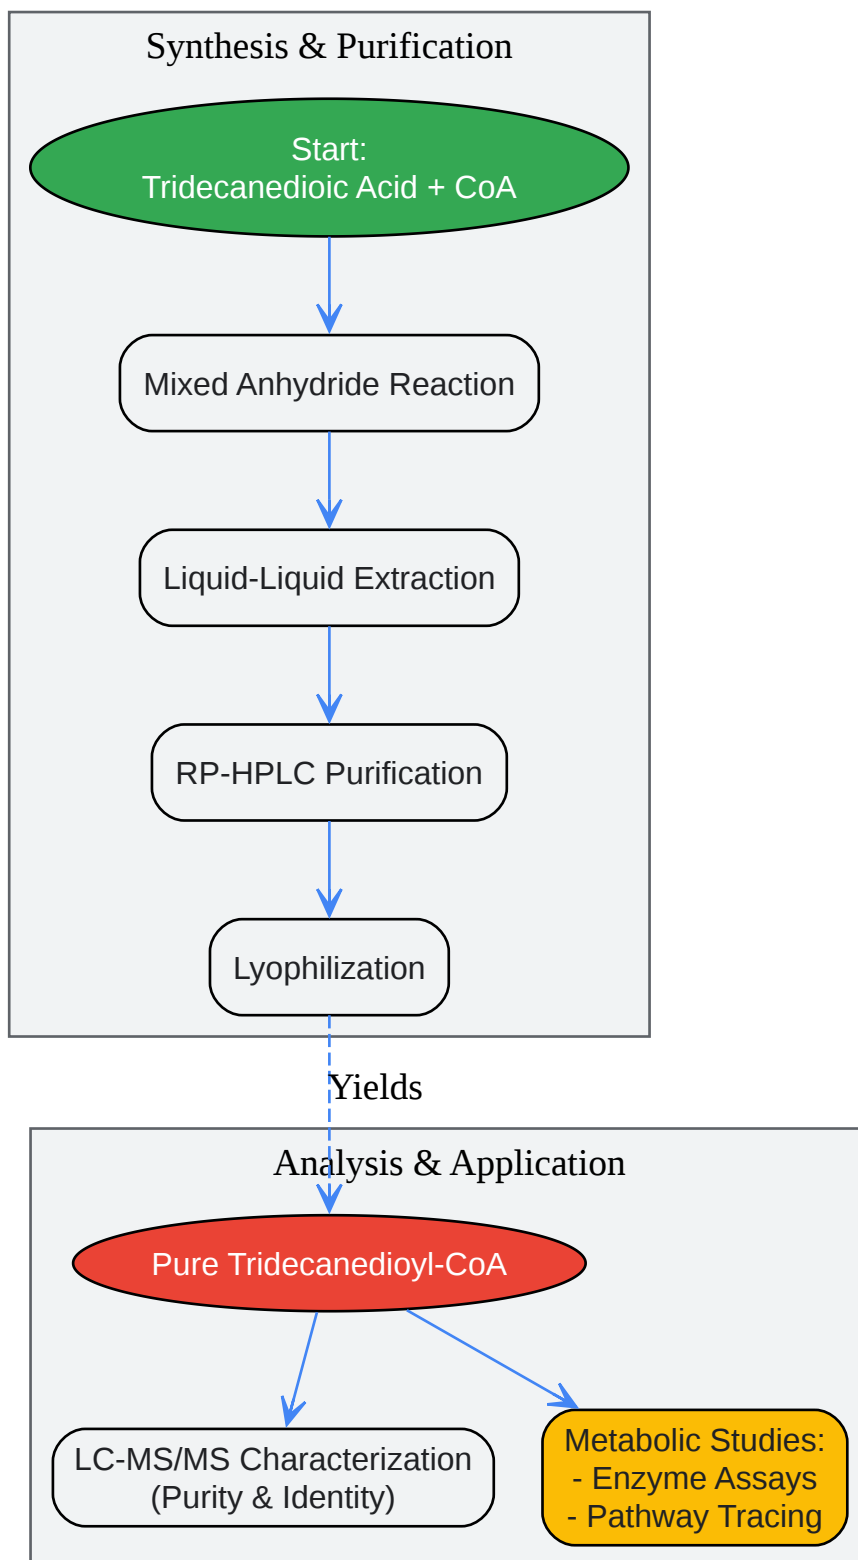 Synthesis & Purification
Start:
Tridecanedioic Acid + CoA
Mixed Anhydride Reaction
Liquid-Liquid Extraction
RP-HPLC Purification
Lyophilization
Yields
Analysis & Application
Pure Tridecanedioyl-CoA
LC-MS/MS Characterization
(Purity & Identity)
Metabolic Studies:
- Enzyme Assays
- Pathway Tracing